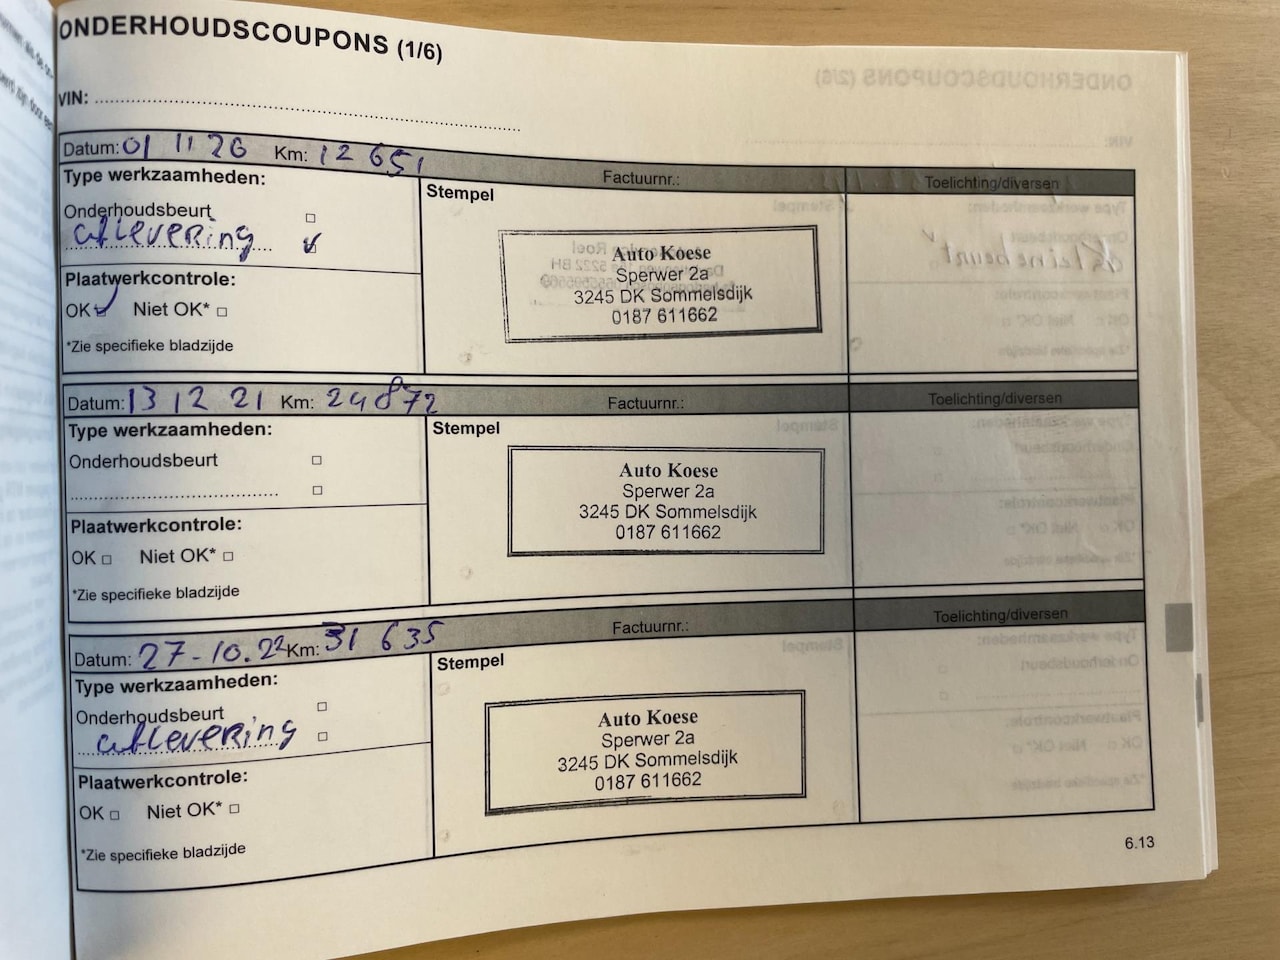 ONDERHOUDSCOUPONS (1/6)
VIN:
Datum: 01 11 20 Km: 12 651 Factuurnr.: Toelichting/diversen
Type werkzaamheden:
Onderhoudsbeurt
aflevering
Plaatwerkcontrole:
OK Niet OK*
*Zie specifieke bladzijde
Stempel
Auto Koese
Sperwer 2a
3245 DK Sommelsdijk
0187 611662
Datum: 13 12 21 Km: 24872 Factuurnr.: Toelichting/diversen
Type werkzaamheden:
Onderhoudsbeurt
Plaatwerkcontrole:
OK Niet OK*
*Zie specifieke bladzijde
Stempel
Auto Koese
Sperwer 2a
3245 DK Sommelsdijk
0187 611662
Datum: 27-10.22 Km: 31 635 Factuurnr.: Toelichting/diversen
Type werkzaamheden:
Onderhoudsbeurt
aflevering
Plaatwerkcontrole:
OK Niet OK*
*Zie specifieke bladzijde
Stempel
Auto Koese
Sperwer 2a
3245 DK Sommelsdijk
0187 611662
6.13